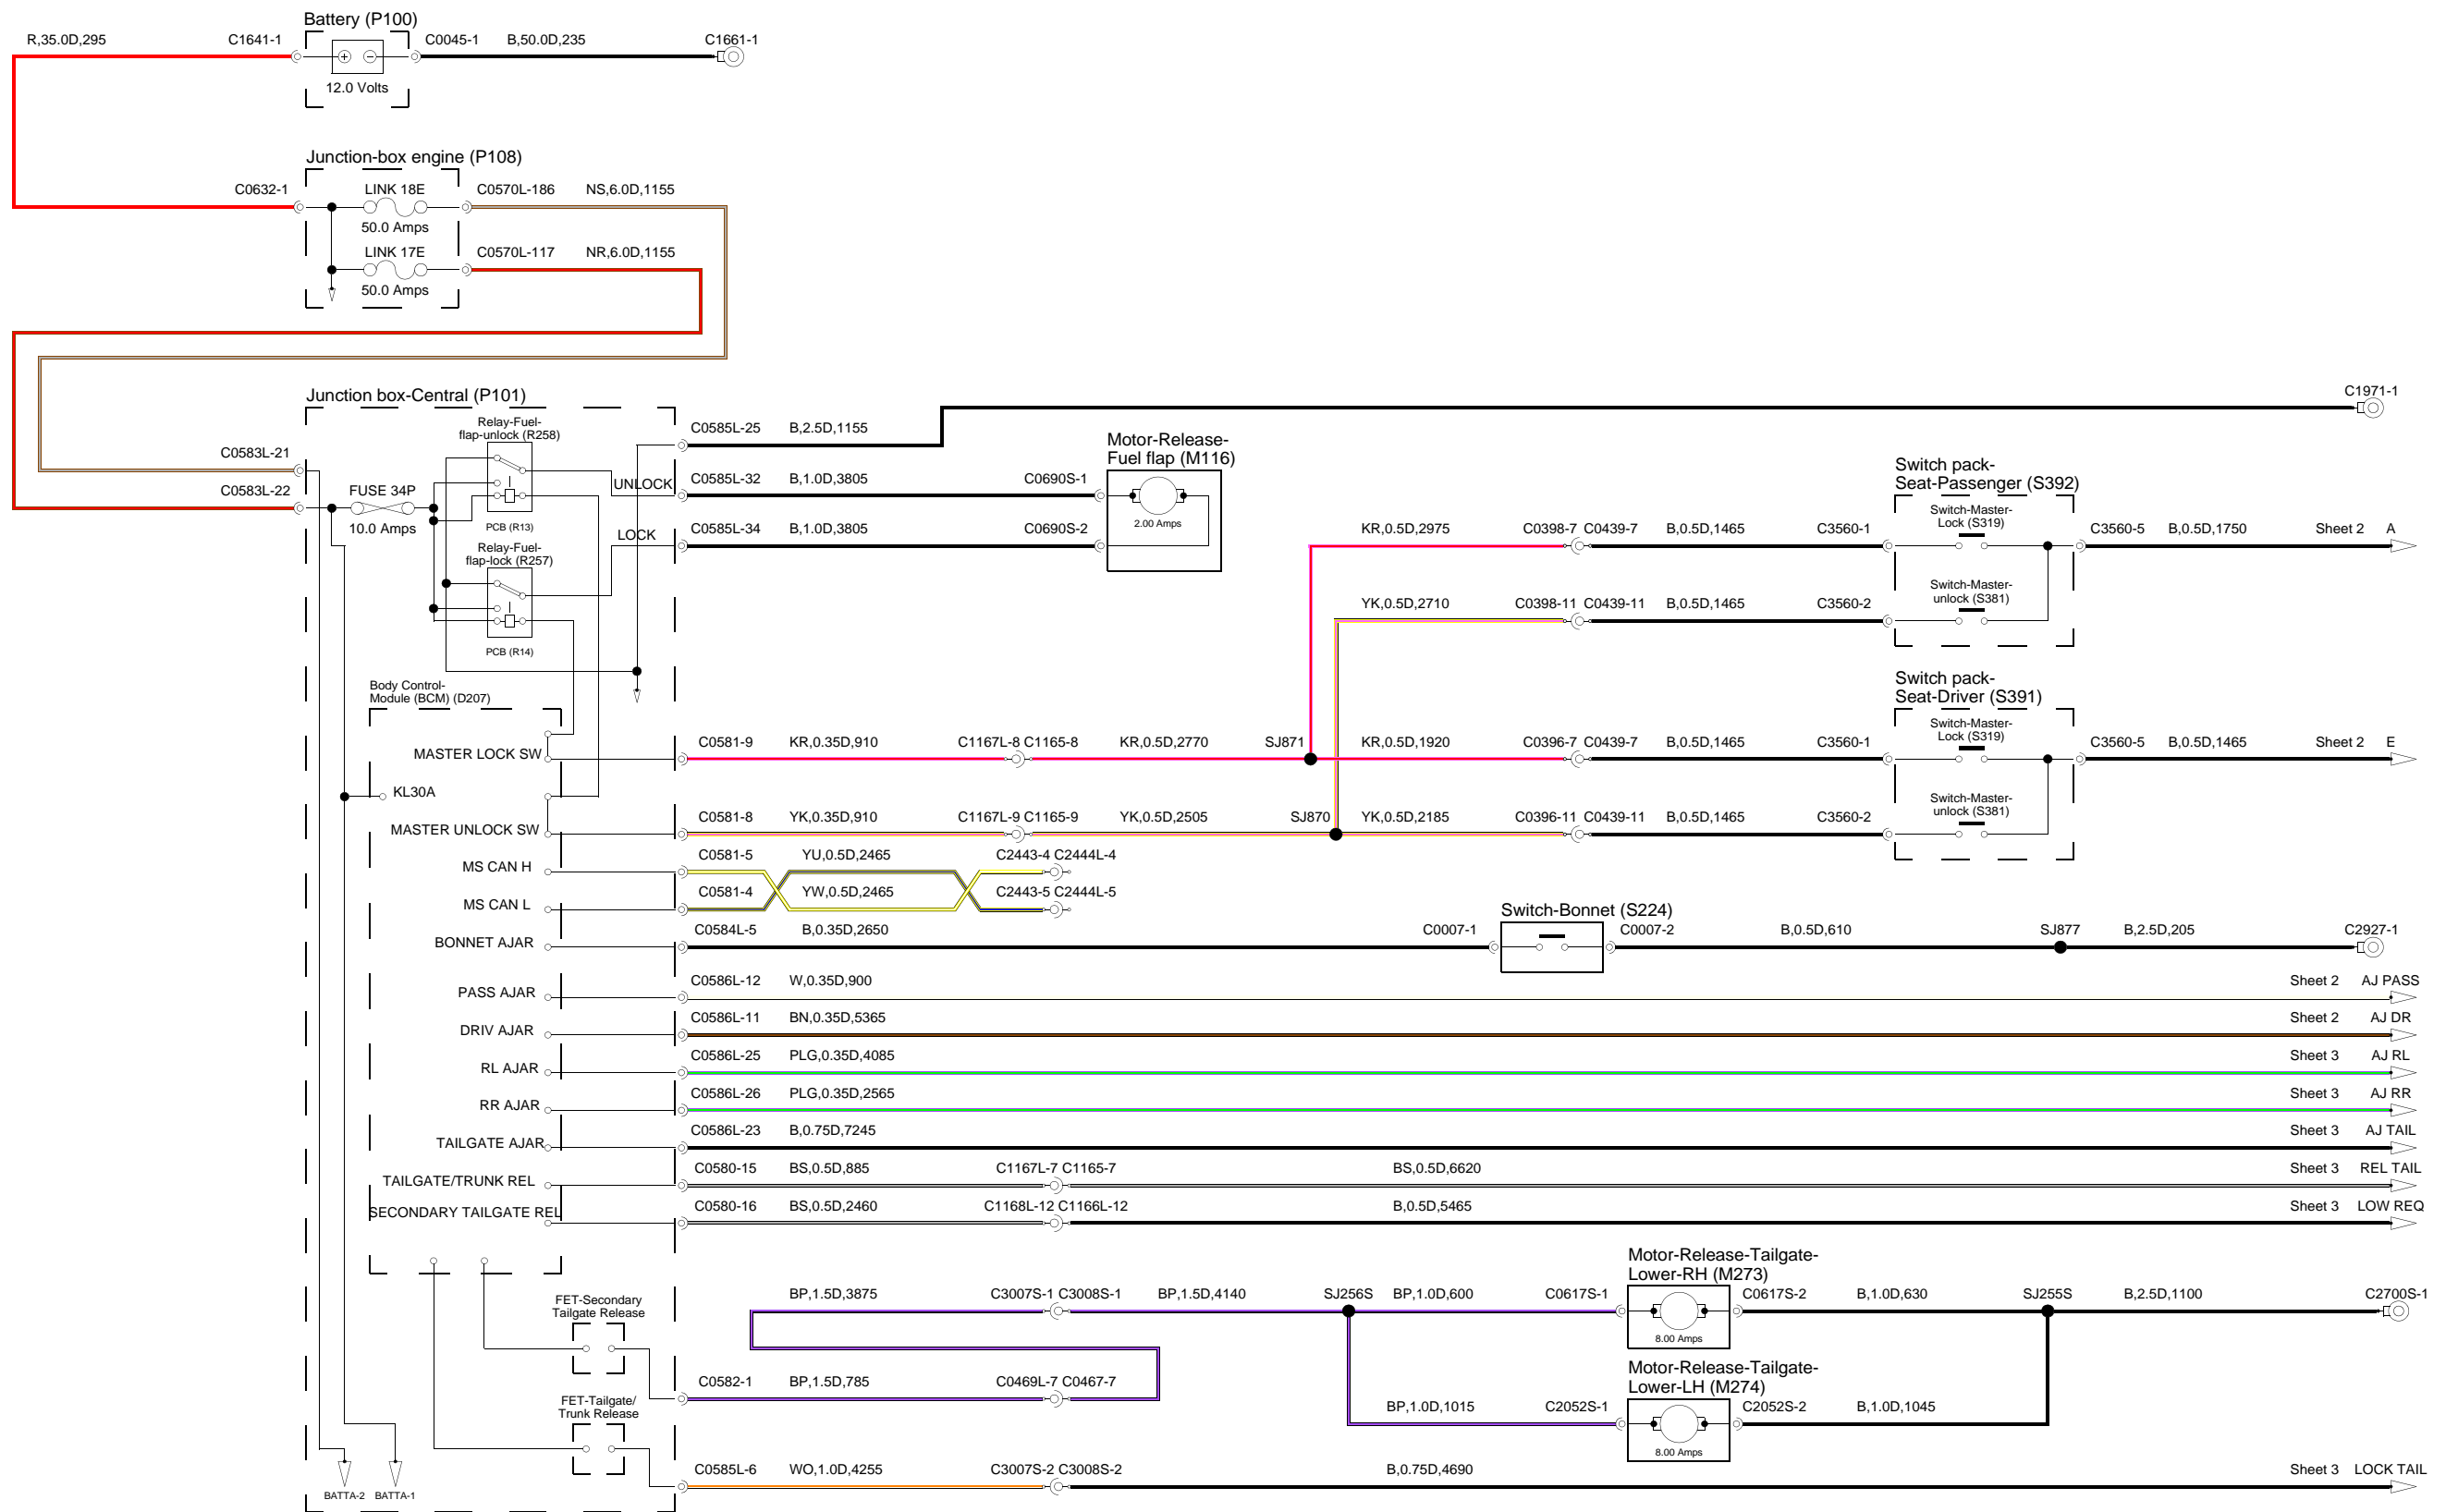 Battery (P100)
R,35.0D,295 C1641-1 C0045-1 B,50.0D,235 C1661-1
12.0 Volts
Junction-box engine (P108)
C0632-1 LINK 18E C0570L-186 NS,6.0D,1155
50.0 Amps
LINK 17E C0570L-117 NR,6.0D,1155
50.0 Amps
Junction box-Central (P101)
C1971-1
Relay-Fuel-
flap-unlock (R258)
C0585L-25 B,2.5D,1155
Motor-Release-
Fuel flap (M116)
C0583L-21
UNLOCK C0585L-32 B,1.0D,3805 C0690S-1
C0583L-22 FUSE 34P
10.0 Amps
PCB (R13)
2.00 Amps
LOCK C0585L-34 B,1.0D,3805 C0690S-2
Relay-Fuel-
flap-lock (R257)
PCB (R14)
Switch pack-
Seat-Passenger (S392)
Switch-Master-
Lock (S319)
KR,0.5D,2975 C0398-7 C0439-7 B,0.5D,1465 C3560-1 C3560-5 B,0.5D,1750 Sheet 2 A
Switch-Master-
unlock (S381)
YK,0.5D,2710 C0398-11 C0439-11 B,0.5D,1465 C3560-2
Body Control-
Module (BCM) (D207)
Switch pack-
Seat-Driver (S391)
Switch-Master-
Lock (S319)
MASTER LOCK SW C0581-9 KR,0.35D,910 C1167L-8 C1165-8 KR,0.5D,2770 SJ871 KR,0.5D,1920 C0396-7 C0439-7 B,0.5D,1465 C3560-1 C3560-5 B,0.5D,1465 Sheet 2 E
KL30A
Switch-Master-
unlock (S381)
MASTER UNLOCK SW C0581-8 YK,0.35D,910 C1167L-9 C1165-9 YK,0.5D,2505 SJ870 YK,0.5D,2185 C0396-11 C0439-11 B,0.5D,1465 C3560-2
MS CAN H C0581-5 YU,0.5D,2465 C2443-4 C2444L-4
MS CAN L C0581-4 YW,0.5D,2465 C2443-5 C2444L-5
Switch-Bonnet (S224)
BONNET AJAR C0584L-5 B,0.35D,2650 C0007-1 C0007-2 B,0.5D,610 SJ877 B,2.5D,205 C2927-1
PASS AJAR C0586L-12 W,0.35D,900 Sheet 2 AJ PASS
DRIV AJAR C0586L-11 BN,0.35D,5365 Sheet 2 AJ DR
RL AJAR C0586L-25 PLG,0.35D,4085 Sheet 3 AJ RL
RR AJAR C0586L-26 PLG,0.35D,2565 Sheet 3 AJ RR
TAILGATE AJAR C0586L-23 B,0.75D,7245 Sheet 3 AJ TAIL
TAILGATE/TRUNK REL C0580-15 BS,0.5D,885 C1167L-7 C1165-7 BS,0.5D,6620 Sheet 3 REL TAIL
SECONDARY TAILGATE REL C0580-16 BS,0.5D,2460 C1168L-12 C1166L-12 B,0.5D,5465 Sheet 3 LOW REQ
Motor-Release-Tailgate-
Lower-RH (M273)
FET-Secondary
Tailgate Release
BP,1.5D,3875 C3007S-1 C3008S-1 BP,1.5D,4140 SJ256S BP,1.0D,600 C0617S-1 C0617S-2 B,1.0D,630 SJ255S B,2.5D,1100 C2700S-1
8.00 Amps
Motor-Release-Tailgate-
Lower-LH (M274)
C0582-1 BP,1.5D,785 C0469L-7 C0467-7
FET-Tailgate/
Trunk Release
BP,1.0D,1015 C2052S-1 C2052S-2 B,1.0D,1045
8.00 Amps
C0585L-6 WO,1.0D,4255 C3007S-2 C3008S-2 B,0.75D,4690 Sheet 3 LOCK TAIL
BATTA-2 BATTA-1